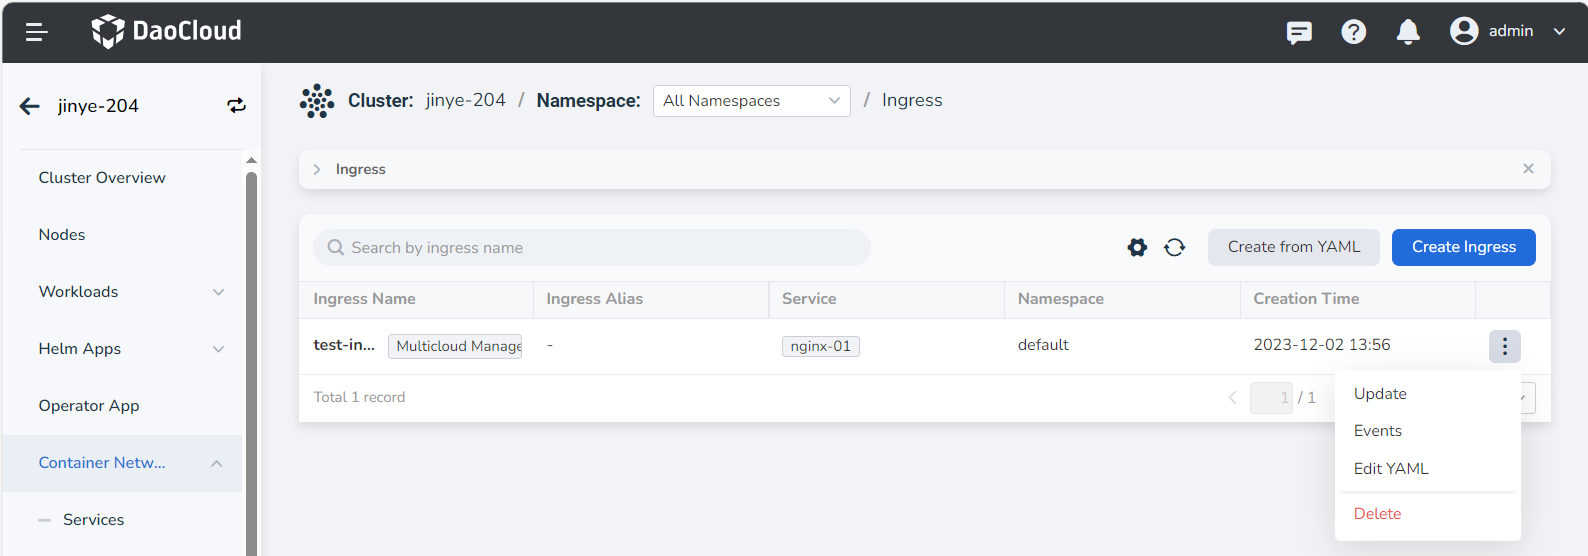 DaoCloud
admin
jinye-204
Cluster: jinye-204 / Namespace: All Namespaces / Ingress
Cluster Overview
Nodes
Workloads
Helm Apps
Operator App
Container Netw...
Services
Ingress
Search by ingress name
Create from YAML
Create Ingress
Ingress Name Ingress Alias Service Namespace Creation Time
test-in... Multicloud Manage - nginx-01 default 2023-12-02 13:56
Total 1 record
1 / 1
Update
Events
Edit YAML
Delete